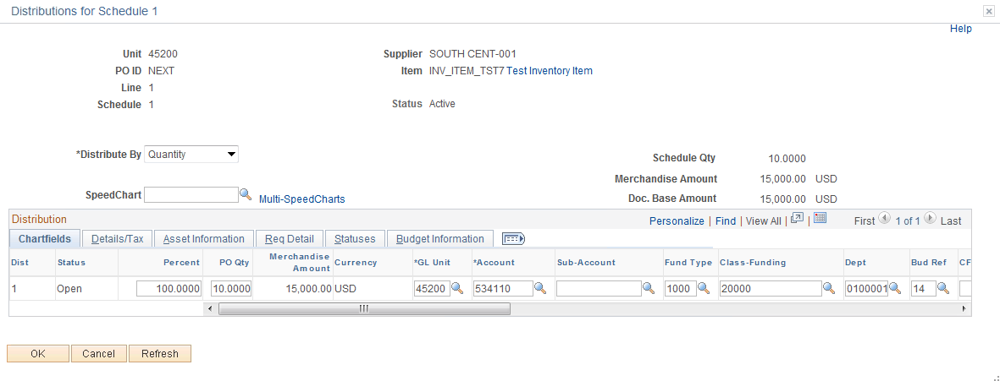 Distributions for Schedule 1
Help
Unit 45200 Supplier SOUTH CENT-001
PO ID NEXT Item INV_ITEM_TST7 Test Inventory Item
Line 1
Schedule 1 Status Active
*Distribute By Quantity Schedule Qty 10.0000
Merchandise Amount 15,000.00 USD
SpeedChart Multi-SpeedCharts Doc. Base Amount 15,000.00 USD
Distribution Personalize | Find | View All | | First 1 of 1 Last
Chartfields Details/Tax Asset Information Req Detail Statuses Budget Information
Dist Status Percent PO Qty Merchandise Amount Currency *GL Unit *Account Sub-Account Fund Type Class-Funding Dept Bud Ref CF
1 Open 100.0000 10.0000 15,000.00 USD 45200 534110 1000 20000 0100001 14
OK Cancel Refresh